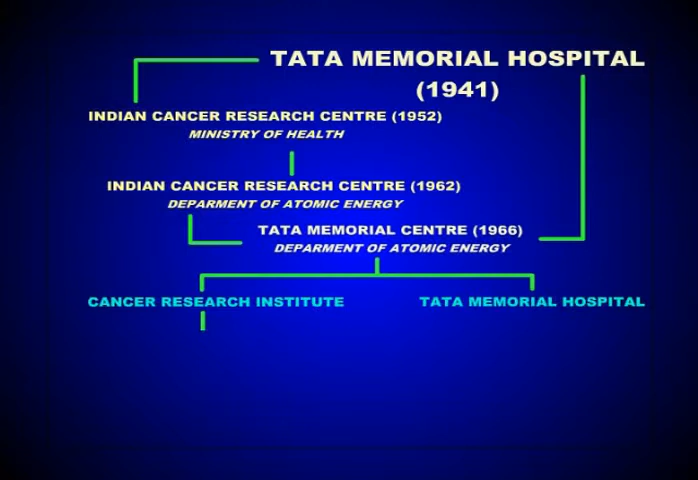 TATA MEMORIAL HOSPITAL
(1941)
INDIAN CANCER RESEARCH CENTRE (1952)
MINISTRY OF HEALTH
INDIAN CANCER RESEARCH CENTRE (1962)
DEPARMENT OF ATOMIC ENERGY
TATA MEMORIAL CENTRE (1966)
DEPARMENT OF ATOMIC ENERGY
CANCER RESEARCH INSTITUTE
TATA MEMORIAL HOSPITAL